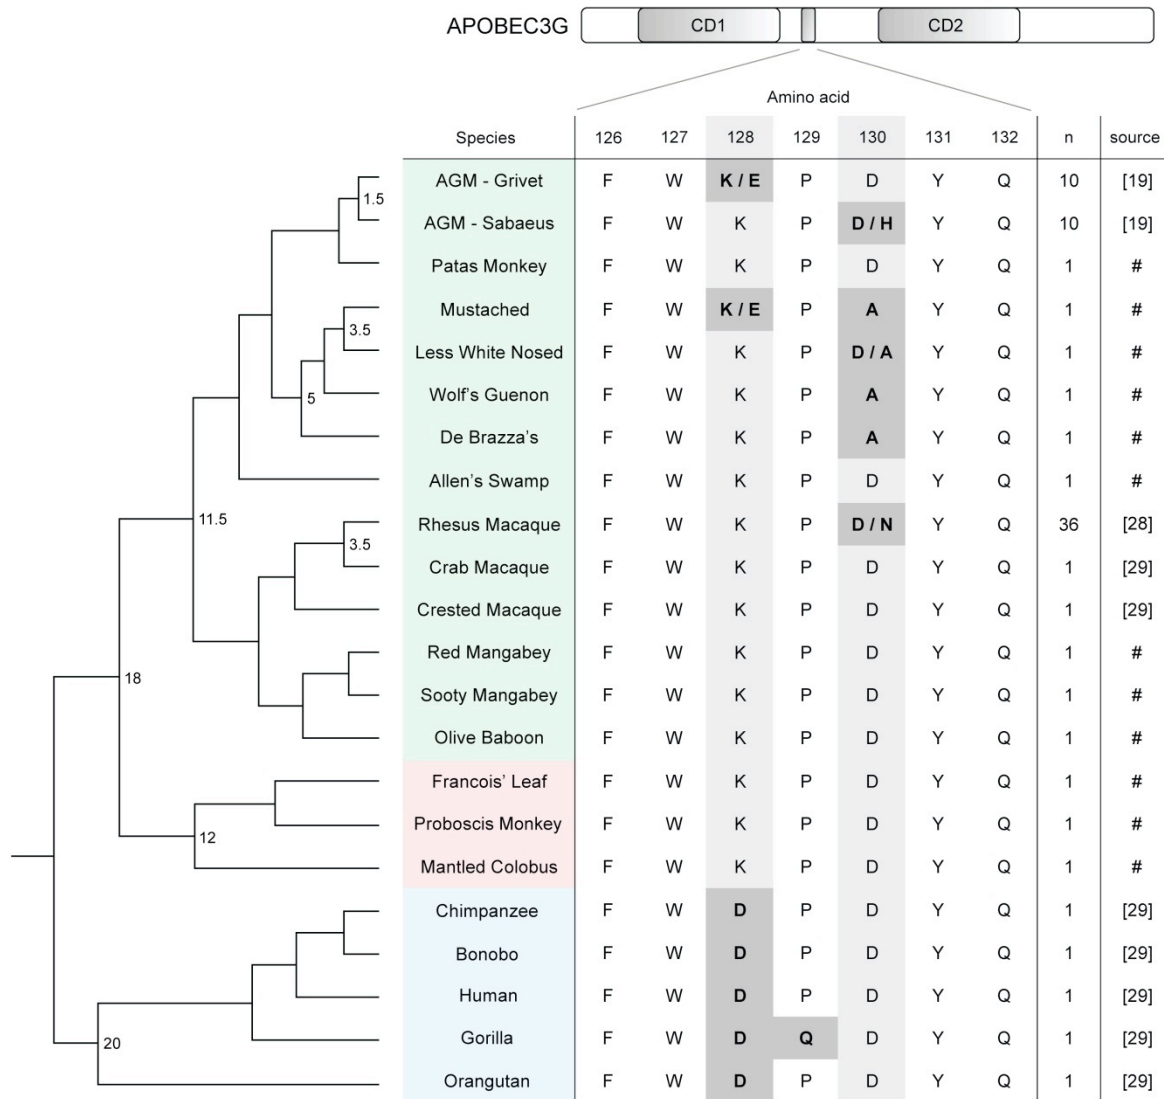 APOBEC3G CD1 CD2
Amino acid
Species 126 127 128 129 130 131 132 n source
AGM - Grivet F W K / E P D Y Q 10 [19]
1.5
AGM - Sabaeus F W K P D / H Y Q 10 [19]
Patas Monkey F W K P D Y Q 1 #
Mustached F W K / E P A Y Q 1 #
3.5
Less White Nosed F W K P D / A Y Q 1 #
Wolf's Guenon F W K P A Y Q 1 #
5
De Brazza's F W K P A Y Q 1 #
Allen's Swamp F W K P D Y Q 1 #
11.5
Rhesus Macaque F W K P D / N Y Q 36 [28]
3.5
Crab Macaque F W K P D Y Q 1 [29]
Crested Macaque F W K P D Y Q 1 [29]
Red Mangabey F W K P D Y Q 1 #
18
Sooty Mangabey F W K P D Y Q 1 #
Olive Baboon F W K P D Y Q 1 #
Francois' Leaf F W K P D Y Q 1 #
Proboscis Monkey F W K P D Y Q 1 #
12
Mantled Colobus F W K P D Y Q 1 #
Chimpanzee F W D P D Y Q 1 [29]
Bonobo F W D P D Y Q 1 [29]
Human F W D P D Y Q 1 [29]
Gorilla F W D Q D Y Q 1 [29]
20
Orangutan F W D P D Y Q 1 [29]